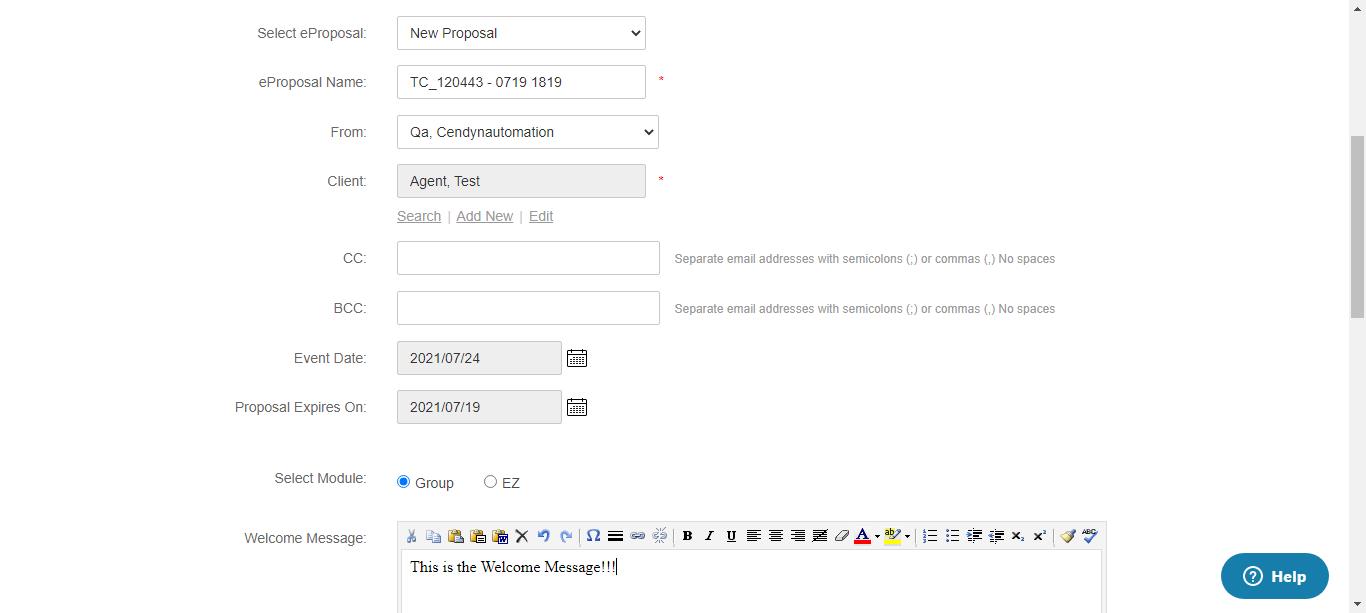 Select eProposal: New Proposal
eProposal Name: TC_120443 - 0719 1819 *
From: Qa, Cendynautomation
Client: Agent, Test *
Search | Add New | Edit
CC: Separate email addresses with semicolons (;) or commas (,) No spaces
BCC: Separate email addresses with semicolons (;) or commas (,) No spaces
Event Date: 2021/07/24
Proposal Expires On: 2021/07/19
Select Module: Group EZ
Welcome Message:
This is the Welcome Message!!!
Help